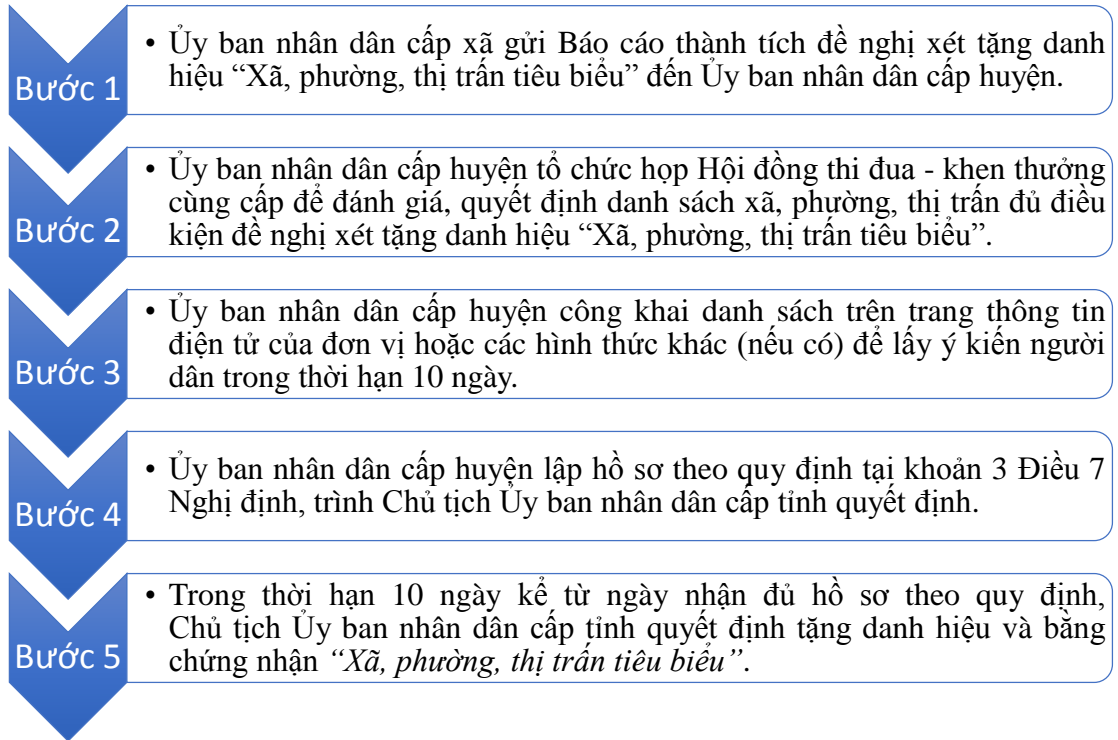 Bước 1
• Ủy ban nhân dân cấp xã gửi Báo cáo thành tích đề nghị xét tặng danh
hiệu “Xã, phường, thị trấn tiêu biểu” đến Ủy ban nhân dân cấp huyện.
Bước 2
• Ủy ban nhân dân cấp huyện tổ chức họp Hội đồng thi đua - khen thưởng
cùng cấp để đánh giá, quyết định danh sách xã, phường, thị trấn đủ điều
kiện đề nghị xét tặng danh hiệu “Xã, phường, thị trấn tiêu biểu”.
Bước 3
• Ủy ban nhân dân cấp huyện công khai danh sách trên trang thông tin
điện tử của đơn vị hoặc các hình thức khác (nếu có) để lấy ý kiến người
dân trong thời hạn 10 ngày.
Bước 4
• Ủy ban nhân dân cấp huyện lập hồ sơ theo quy định tại khoản 3 Điều 7
Nghị định, trình Chủ tịch Ủy ban nhân dân cấp tỉnh quyết định.
Bước 5
• Trong thời hạn 10 ngày kể từ ngày nhận đủ hồ sơ theo quy định,
Chủ tịch Ủy ban nhân dân cấp tỉnh quyết định tặng danh hiệu và bằng
chứng nhận “Xã, phường, thị trấn tiêu biểu”.